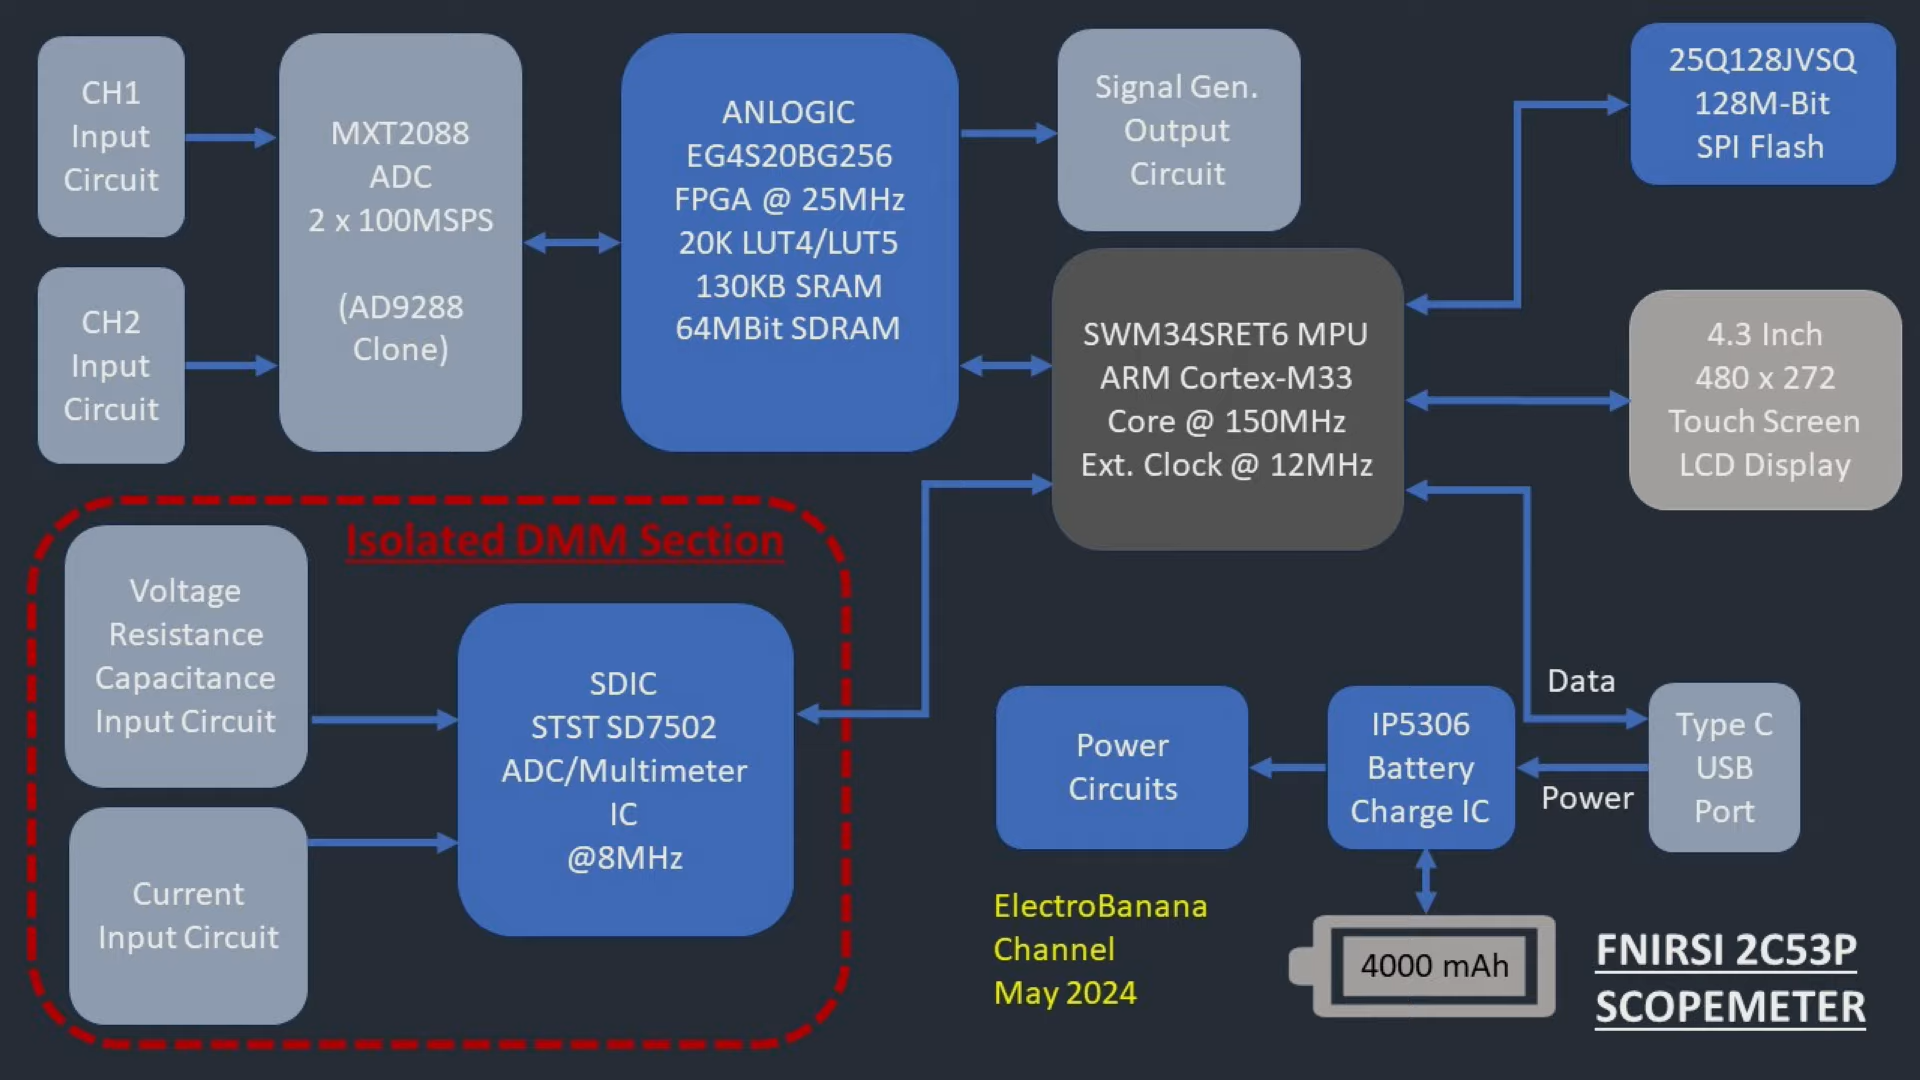 CH1
Input
Circuit
CH2
Input
Circuit
MXT2088
ADC
2 x 100MSPS
(AD9288
Clone)
ANLOGIC
EG4S20BG256
FPGA @ 25MHz
20K LUT4/LUT5
130KB SRAM
64MBit SDRAM
Signal Gen.
Output
Circuit
25Q128JVSQ
128M-Bit
SPI Flash
SWM34SRET6 MPU
ARM Cortex-M33
Core @ 150MHz
Ext. Clock @ 12MHz
4.3 Inch
480 x 272
Touch Screen
LCD Display
Isolated DMM Section
Voltage
Resistance
Capacitance
Input Circuit
Current
Input Circuit
SDIC
STST SD7502
ADC/Multimeter
IC
@8MHz
Power
Circuits
IP5306
Battery
Charge IC
Data
Power
Type C
USB
Port
ElectroBanana
Channel
May 2024
4000 mAh
FNIRSI 2C53P
SCOPEMETER